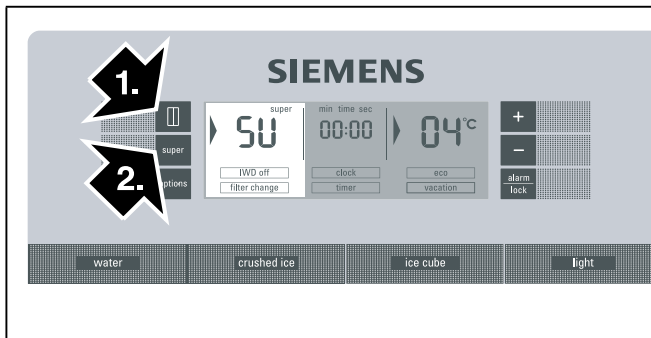 1.
SIEMENS
super
min time sec
SU
00:00
04°C
+
super
−
2.
options
IWD off
clock
eco
alarm
lock
filter change
timer
vacation
water
crushed ice
ice cube
light